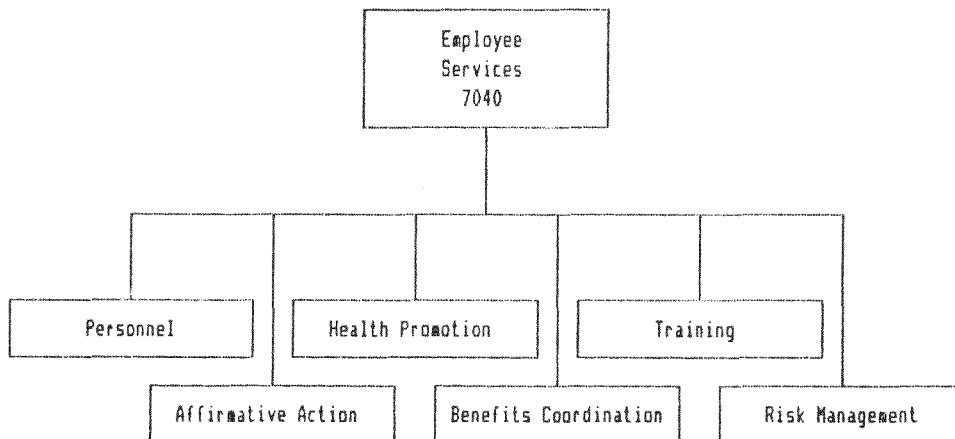 Employee
Services
7040
Personnel
Health Promotion
Training
Affirmative Action
Benefits Coordination
Risk Management